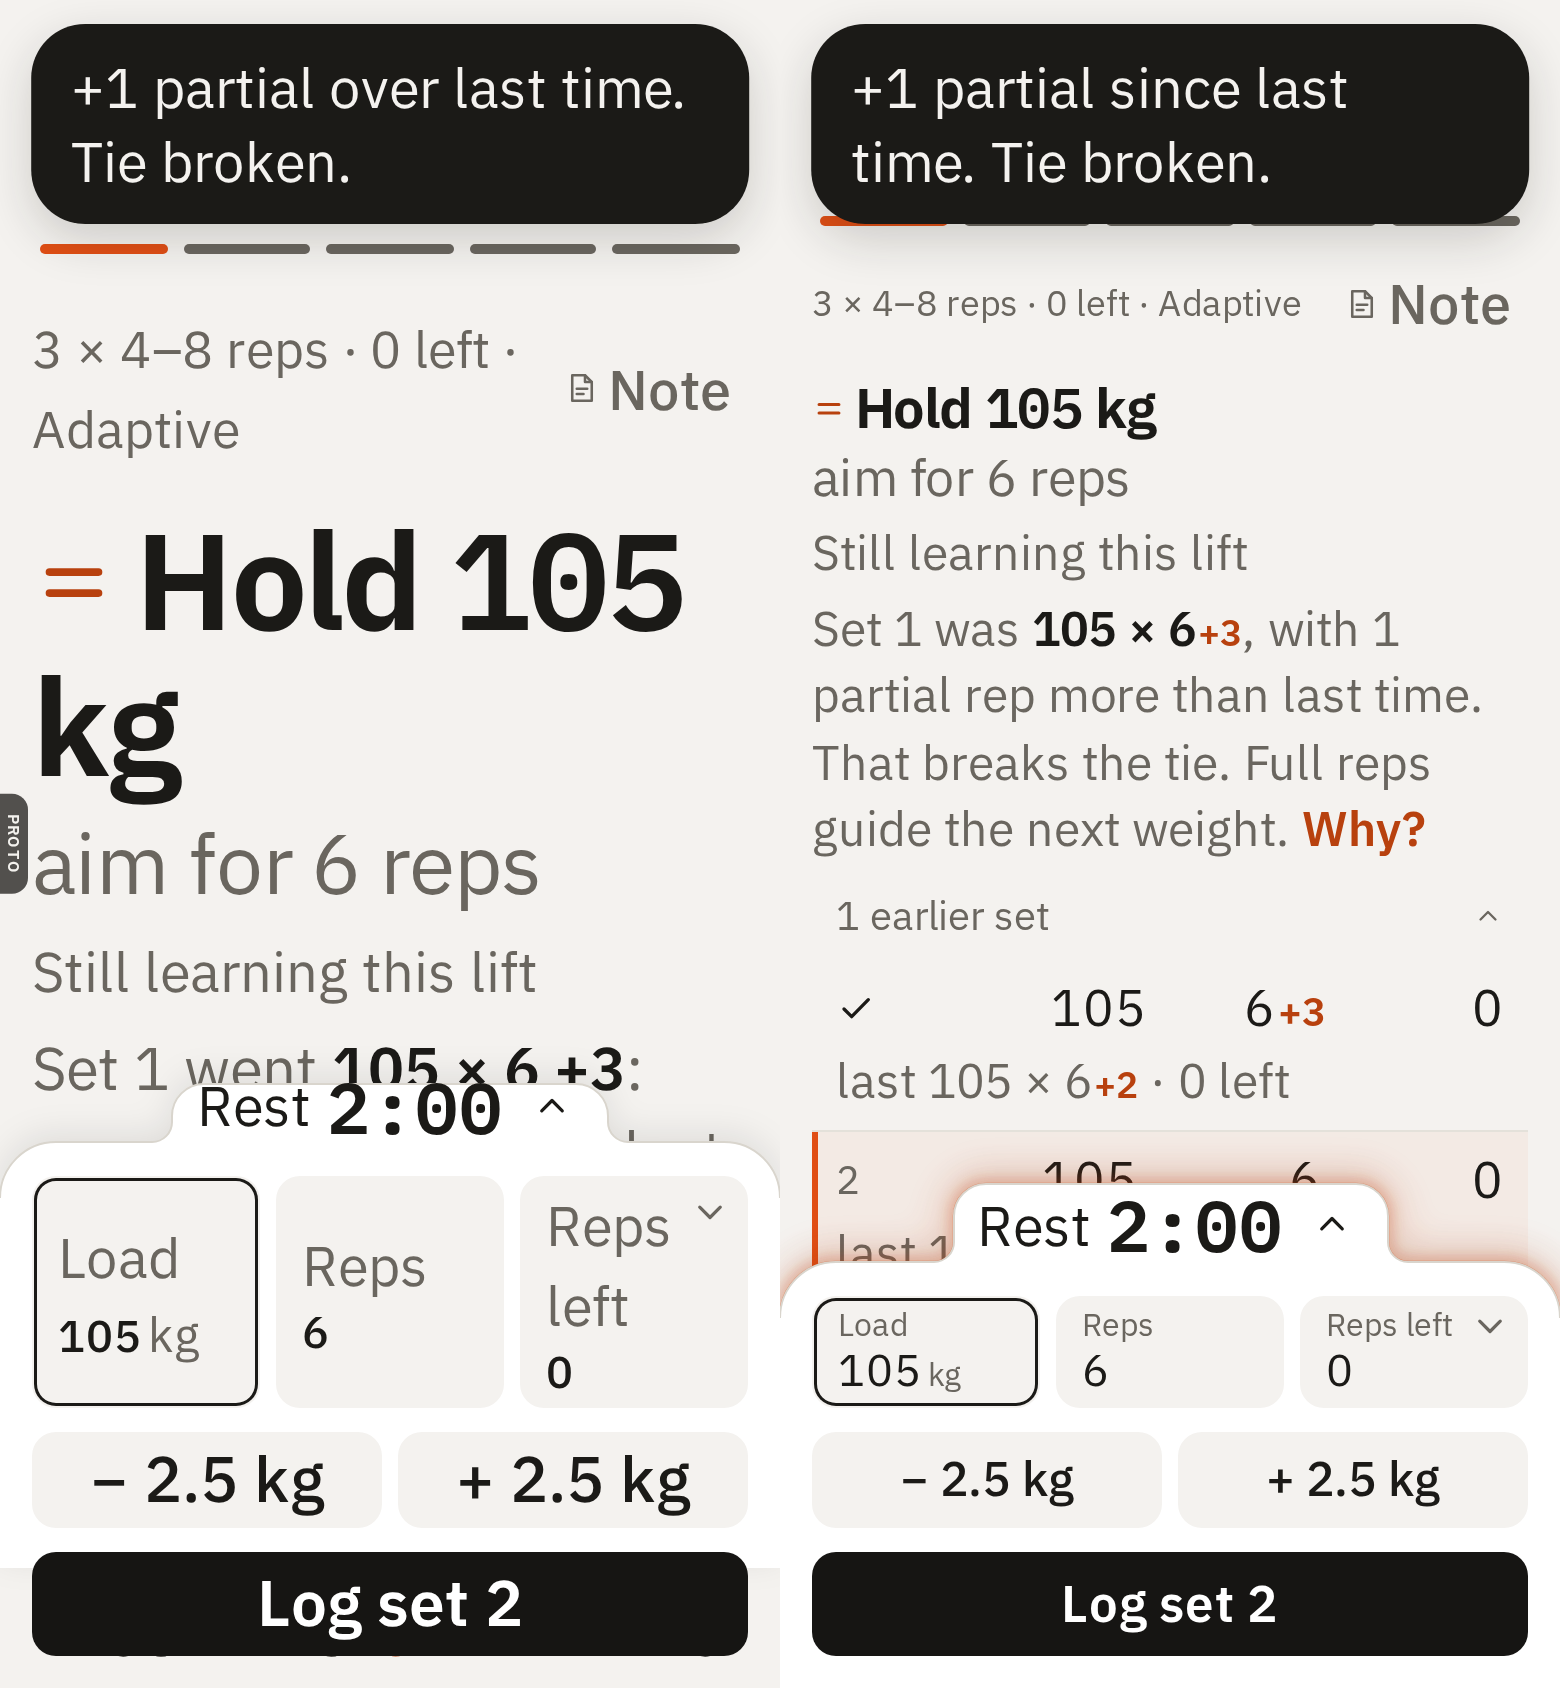 +1 partial over last time.
Tie broken.
3 × 4–8 reps · 0 left ·
Adaptive
Note
= Hold 105
kg
PROTO
aim for 6 reps
Still learning this lift
Set 1 went 105 × 6 +3:
Rest 2:00
Load
105 kg
Reps
6
Reps
left
0
− 2.5 kg
+ 2.5 kg
Log set 2
+1 partial since last
time. Tie broken.
3 × 4–8 reps · 0 left · Adaptive
Note
= Hold 105 kg
aim for 6 reps
Still learning this lift
Set 1 was 105 × 6+3, with 1
partial rep more than last time.
That breaks the tie. Full reps
guide the next weight. Why?
1 earlier set
105 6+3 0
last 105 × 6+2 · 0 left
2 105 6 0
last 1
Rest 2:00
Load
105 kg
Reps
6
Reps left
0
− 2.5 kg
+ 2.5 kg
Log set 2